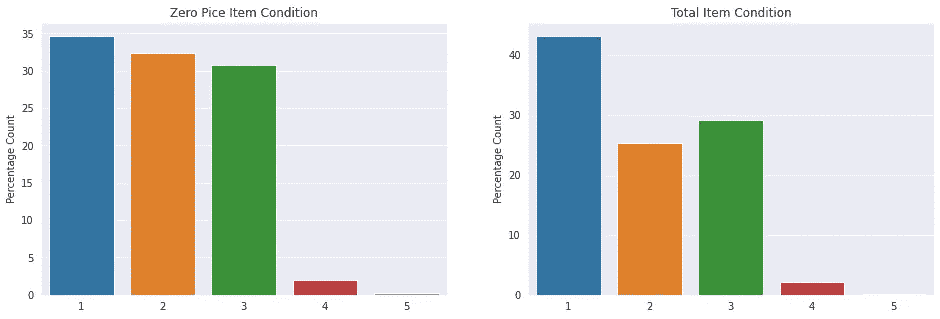 Zero Pice Item Condition
Percentage Count
35
30
25
20
15
10
5
0
1 2 3 4 5
Total Item Condition
Percentage Count
40
30
20
10
0
1 2 3 4 5